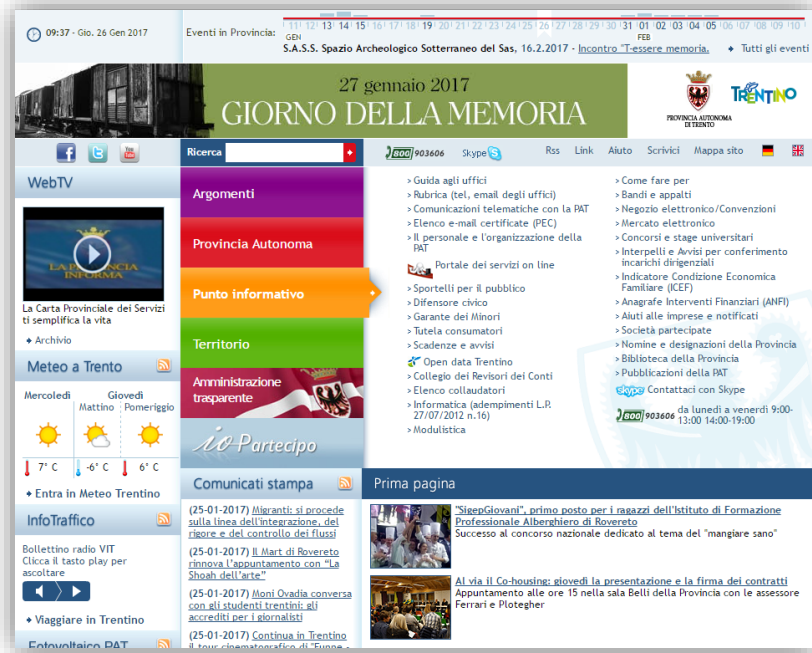 09:37 - Gio. 26 Gen 2017
Eventi in Provincia:
11 12 13 14 15 16 17 18 19 20 21 22 23 24 25 26 27 28 29 30 31 01 02 03 04 05 06 07 08 09 10
GEN FEB
S.A.S.S. Spazio Archeologico Sotterraneo del Sas, 16.2.2017 - Incontro "T-essere memoria.
Tutti gli eventi
27 gennaio 2017
GIORNO DELLA MEMORIA
PROVINCIA AUTONOMA
DI TRENTO
TRENTINO
Ricerca
800 903606
Skype
Rss Link Aiuto Scrivici Mappa sito
WebTV
LA PROVINCIA
INFORMA
La Carta Provinciale dei Servizi
ti semplifica la vita
Archivio
Meteo a Trento
Mercoledì Giovedì
Mattino Pomeriggio
7° C -6° C 6° C
Entra in Meteo Trentino
InfoTraffico
Bollettino radio VIT
Clicca il tasto play per
ascoltare
Viaggiare in Trentino
Fotovoltaico PAT
Argomenti
Provincia Autonoma
Punto informativo
Territorio
Amministrazione
trasparente
io Partecipo
> Guida agli uffici
> Rubrica (tel, email degli uffici)
> Comunicazioni telematiche con la PAT
> Elenco e-mail certificate (PEC)
> Il personale e l'organizzazione della
PAT
Portale dei servizi on line
> Sportelli per il pubblico
> Difensore civico
> Garante dei Minori
> Tutela consumatori
> Scadenze e avvisi
Open data Trentino
> Collegio dei Revisori dei Conti
> Elenco collaudatori
> Informatica (adempimenti L.P.
27/07/2012 n.16)
> Modulistica
> Come fare per
> Bandi e appalti
> Negozio elettronico/Convenzioni
> Mercato elettronico
> Concorsi e stage universitari
> Interpelli e Avvisi per conferimento
incarichi dirigenziali
> Indicatore Condizione Economica
Familiare (ICEF)
> Anagrafe Interventi Finanziari (ANFI)
> Aiuti alle imprese e notificati
> Società partecipate
> Nomine e designazioni della Provincia
> Biblioteca della Provincia
> Pubblicazioni della PAT
skype Contattaci con Skype
800 903606 da lunedì a venerdì 9:00-
13:00 14:00-19:00
Comunicati stampa
(25-01-2017) Migranti: si procede
sulla linea dell'integrazione, del
rigore e del controllo dei flussi
(25-01-2017) Il Mart di Rovereto
rinnova l'appuntamento con "La
Shoah dell'arte"
(25-01-2017) Moni Ovadia conversa
con gli studenti trentini: gli
accrediti per i giornalisti
(25-01-2017) Continua in Trentino
il tour cinematografico di "Funne -
Prima pagina
"SigepGiovani", primo posto per i ragazzi dell'Istituto di Formazione
Professionale Alberghiero di Rovereto
Successo al concorso nazionale dedicato al tema del "mangiare sano"
Al via il Co-housing: giovedì la presentazione e la firma dei contratti
Appuntamento alle ore 15 nella sala Belli della Provincia con le assessore
Ferrari e Plotegher